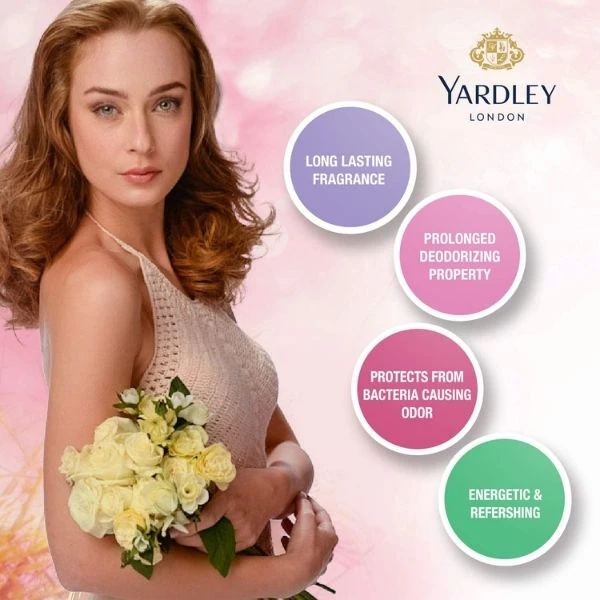 YARDLEY
LONDON
LONG LASTING
FRAGRANCE
PROLONGED
DEODORIZING
PROPERTY
PROTECTS FROM
BACTERIA CAUSING
ODOR
ENERGETIC &
REFERSHING